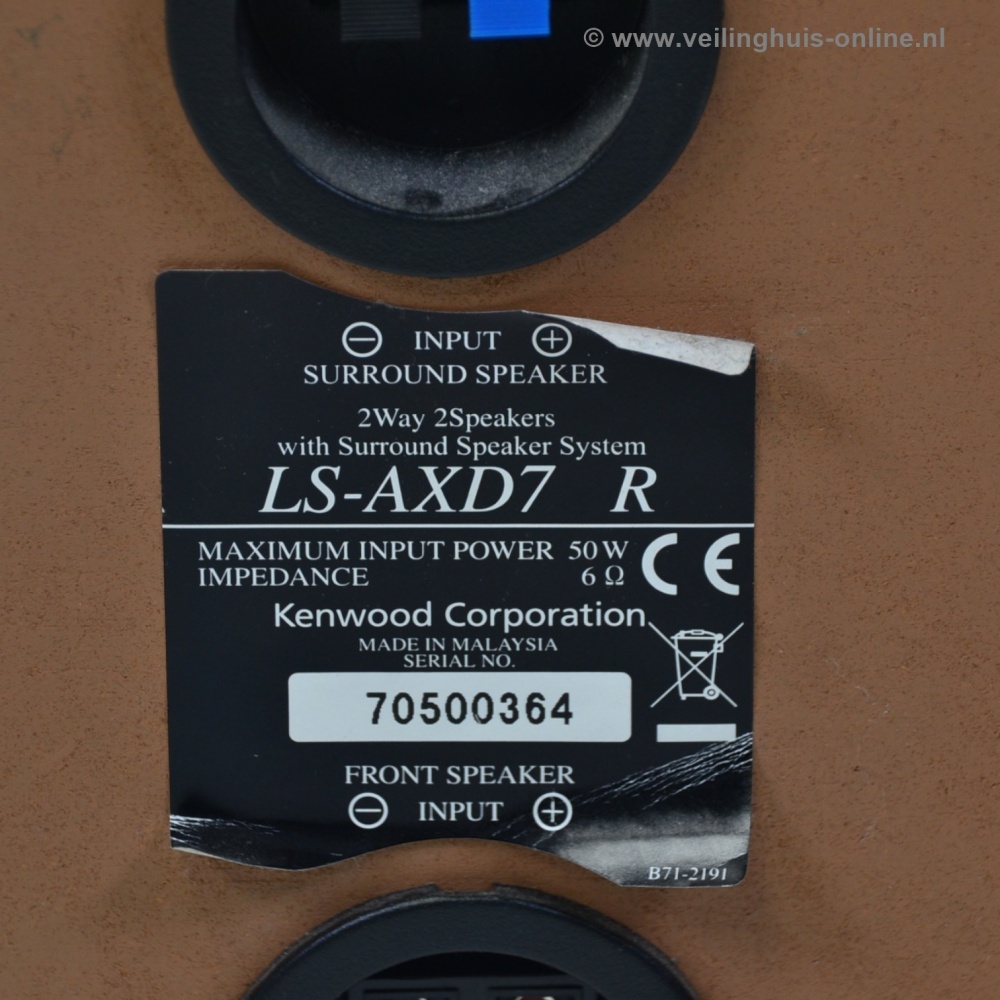 © www.veilinghuis-online.nl
⊖ INPUT ⊕
SURROUND SPEAKER
2Way 2Speakers
with Surround Speaker System
LS-AXD7 R
MAXIMUM INPUT POWER 50 W
IMPEDANCE 6 Ω
CE
Kenwood Corporation
MADE IN MALAYSIA
SERIAL NO.
70500364
FRONT SPEAKER
⊖ INPUT ⊕
B71-2191